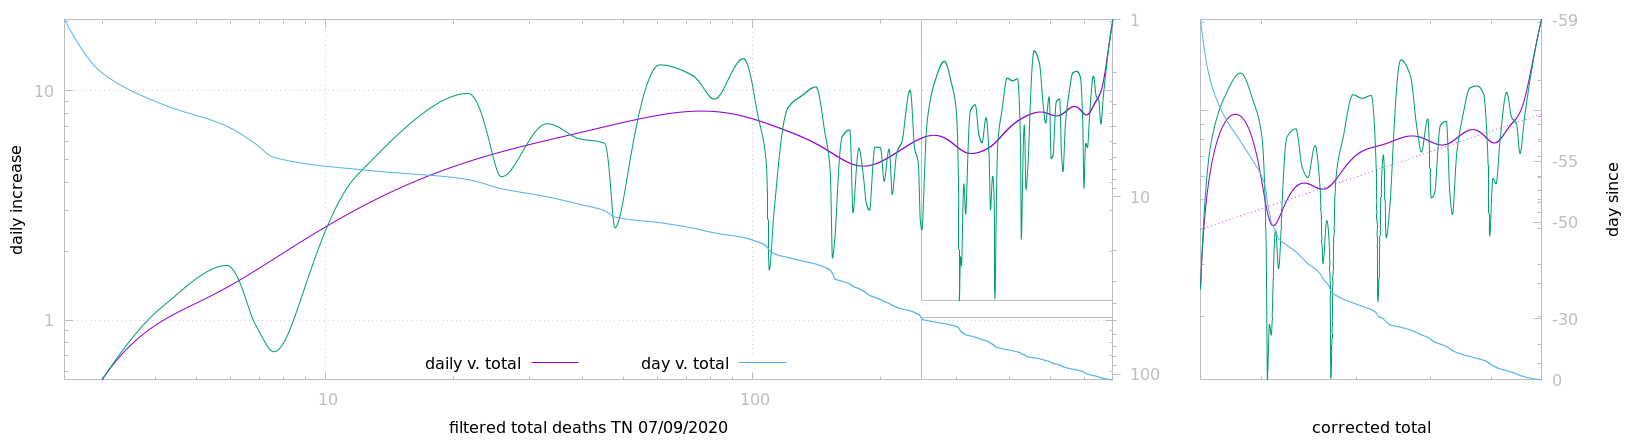 daily increase
10
1
daily v. total
day v. total
10
100
filtered total deaths TN 07/09/2020
1
10
100
-59
-55
-50
-30
0
day since
corrected total